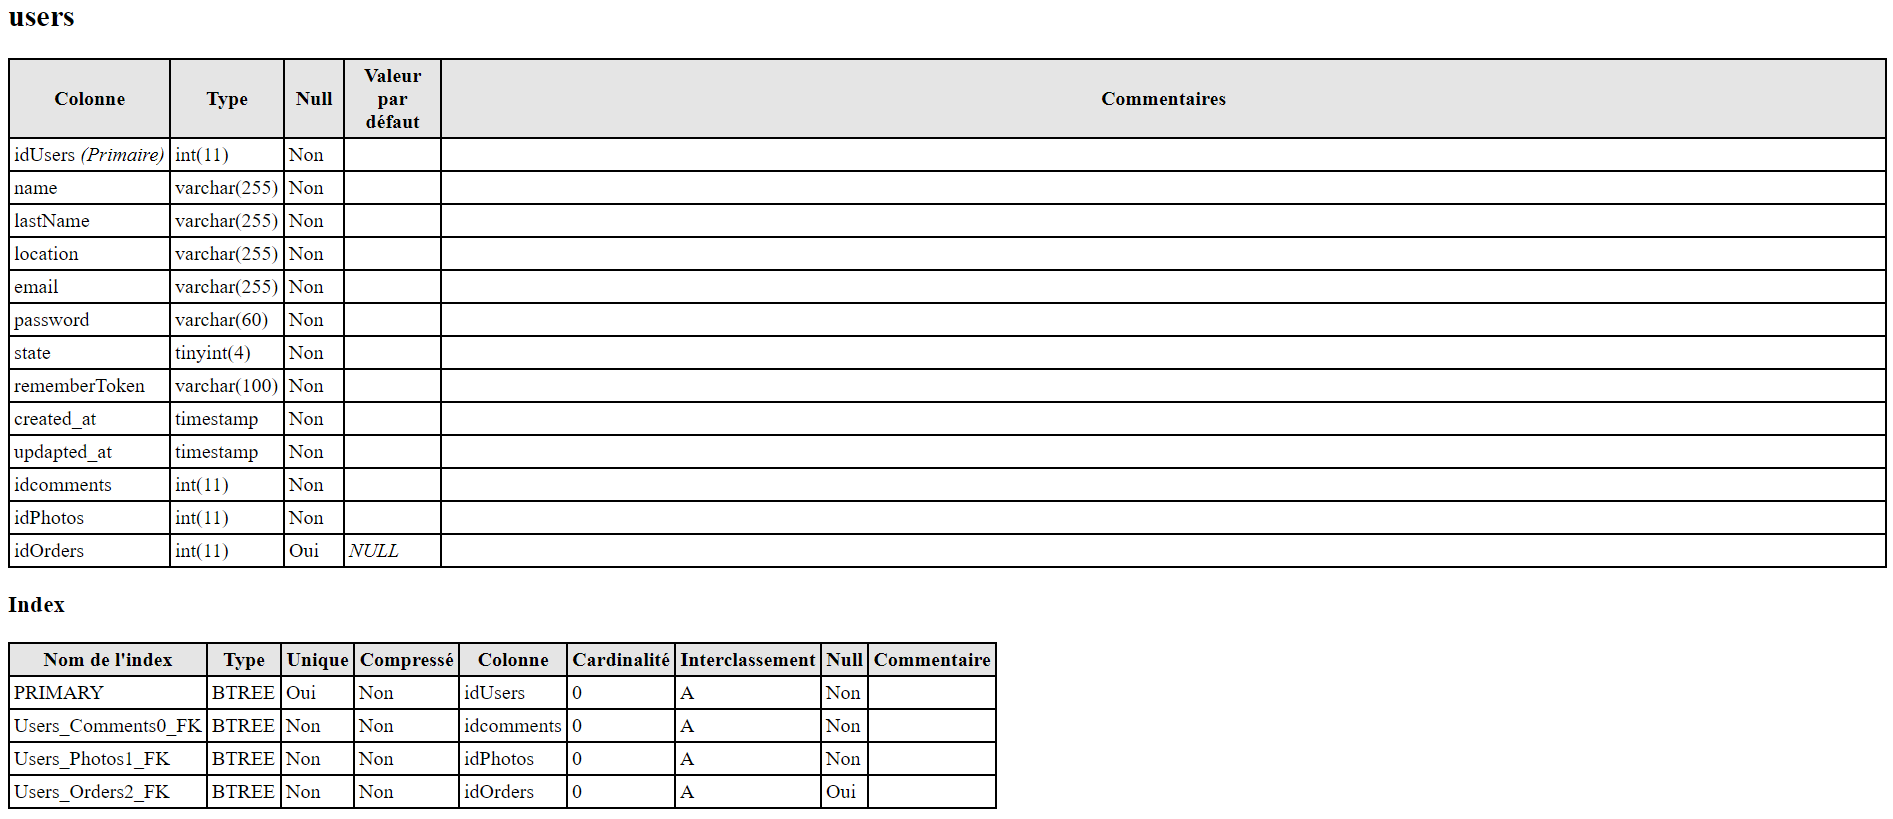 users
Colonne Type Null Valeur par défaut Commentaires
idUsers (Primaire) int(11) Non
name varchar(255) Non
lastName varchar(255) Non
location varchar(255) Non
email varchar(255) Non
password varchar(60) Non
state tinyint(4) Non
rememberToken varchar(100) Non
created_at timestamp Non
updapted_at timestamp Non
idcomments int(11) Non
idPhotos int(11) Non
idOrders int(11) Oui NULL
Index
Nom de l'index Type Unique Compressé Colonne Cardinalité Interclassement Null Commentaire
PRIMARY BTREE Oui Non idUsers 0 A Non
Users_Comments0_FK BTREE Non Non idcomments 0 A Non
Users_Photos1_FK BTREE Non Non idPhotos 0 A Non
Users_Orders2_FK BTREE Non Non idOrders 0 A Oui